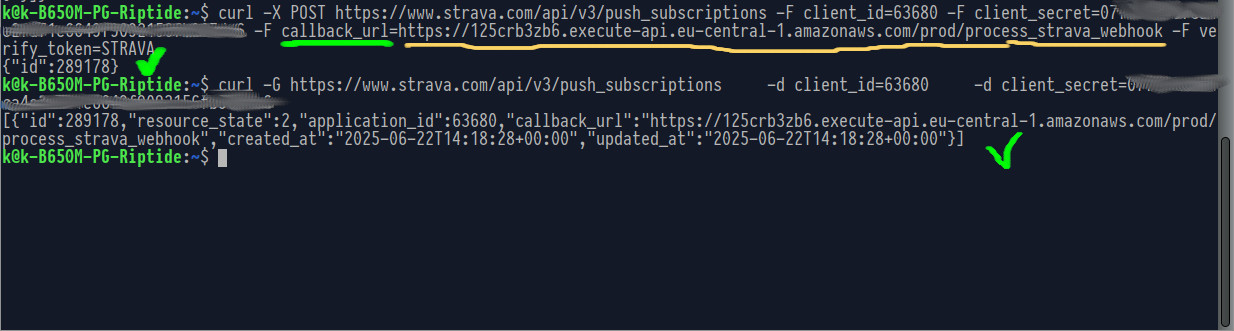 k@k-B650M-PG-Riptide:~$ curl -X POST https://www.strava.com/api/v3/push_subscriptions -F client_id=63680 -F client_secret=07
-F callback_url=https://125crb3zb6.execute-api.eu-central-1.amazonaws.com/prod/process_strava_webhook -F ve
rify_token=STRAVA
{"id":289178}
k@k-B650M-PG-Riptide:~$ curl -G https://www.strava.com/api/v3/push_subscriptions -d client_id=63680 -d client_secret=07
[{"id":289178,"resource_state":2,"application_id":63680,"callback_url":"https://125crb3zb6.execute-api.eu-central-1.amazonaws.com/prod/
process_strava_webhook","created_at":"2025-06-22T14:18:28+00:00","updated_at":"2025-06-22T14:18:28+00:00"}]
k@k-B650M-PG-Riptide:~$